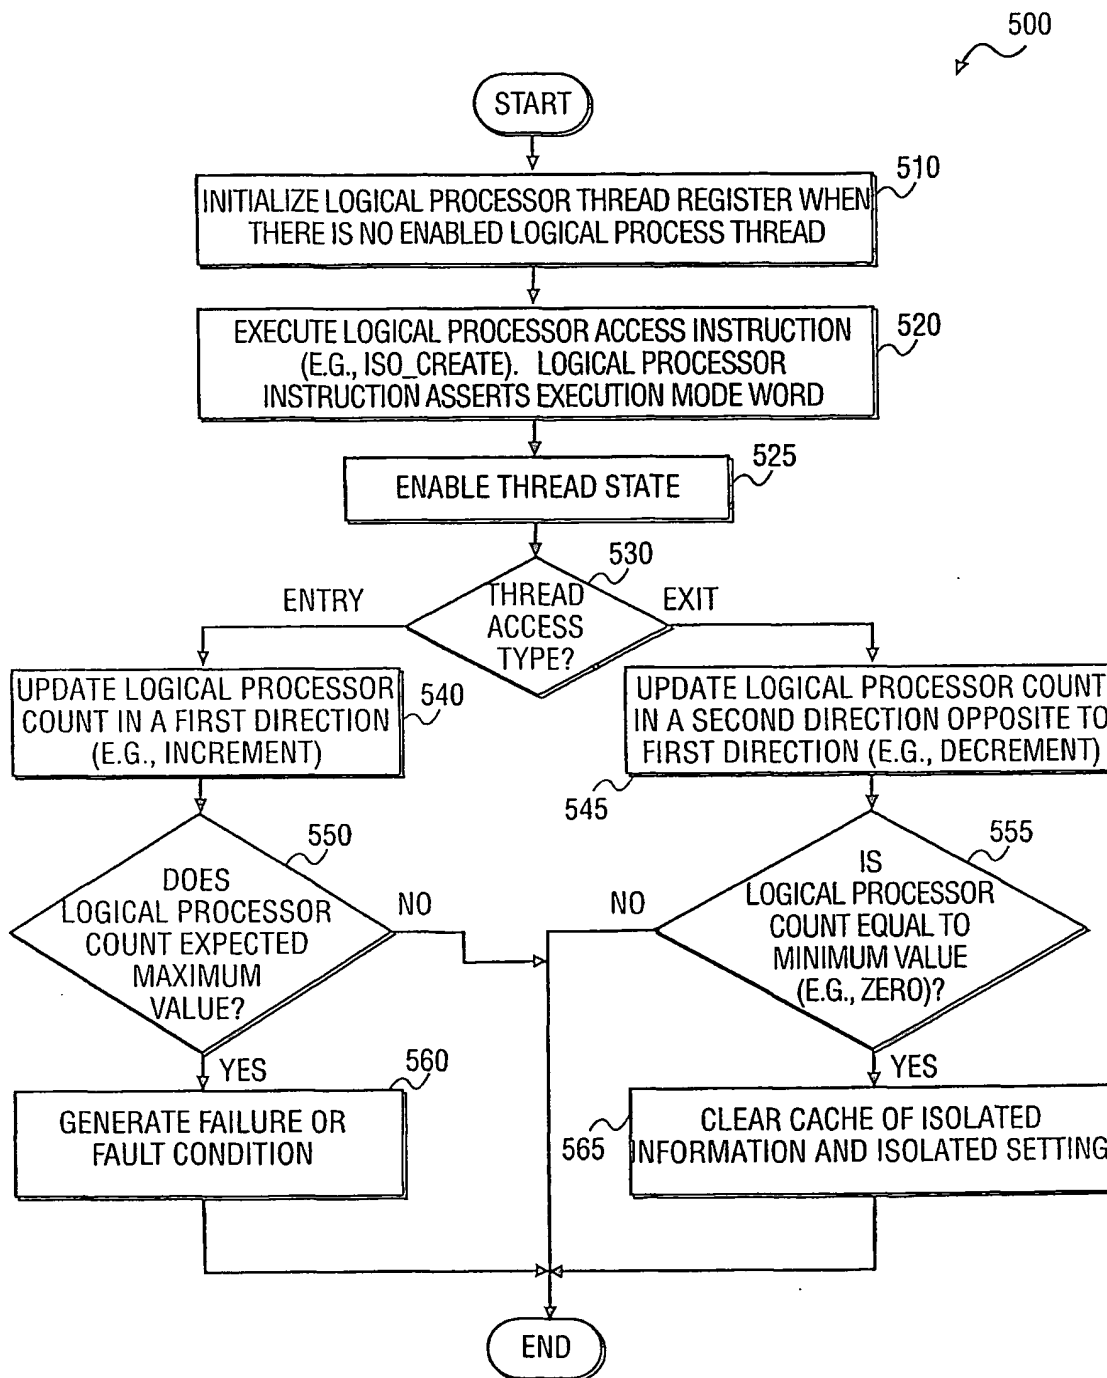 500
START
510
INITIALIZE LOGICAL PROCESSOR THREAD REGISTER WHEN
THERE IS NO ENABLED LOGICAL PROCESS THREAD
520
EXECUTE LOGICAL PROCESSOR ACCESS INSTRUCTION
(E.G., ISO_CREATE). LOGICAL PROCESSOR
INSTRUCTION ASSERTS EXECUTION MODE WORD
525
ENABLE THREAD STATE
530
ENTRY
THREAD
ACCESS
TYPE?
EXIT
UPDATE LOGICAL PROCESSOR
COUNT IN A FIRST DIRECTION
(E.G., INCREMENT)
540
UPDATE LOGICAL PROCESSOR COUNT
IN A SECOND DIRECTION OPPOSITE TO
FIRST DIRECTION (E.G., DECREMENT)
545
550
DOES
LOGICAL PROCESSOR
COUNT EXPECTED
MAXIMUM
VALUE?
NO
YES
555
IS
LOGICAL PROCESSOR
COUNT EQUAL TO
MINIMUM VALUE
(E.G., ZERO)?
NO
YES
560
GENERATE FAILURE OR
FAULT CONDITION
565
CLEAR CACHE OF ISOLATED
INFORMATION AND ISOLATED SETTING
END